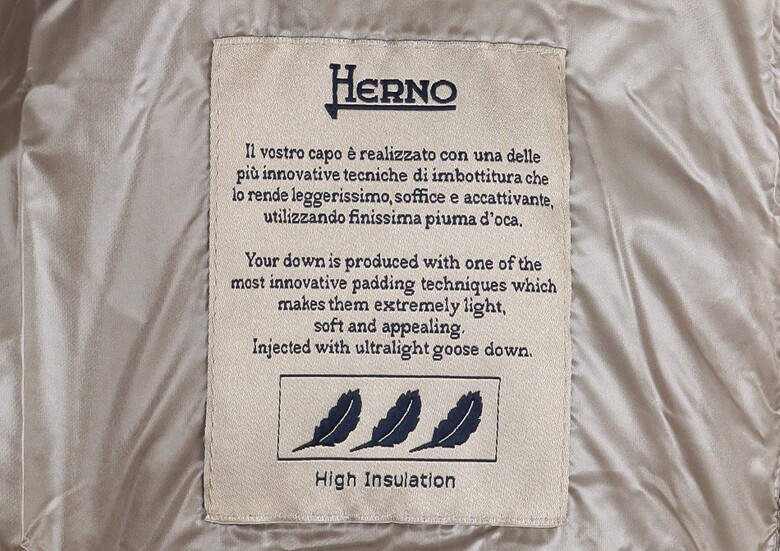 HERNO
Il vostro capo è realizzato con una delle
più innovative tecniche di imbottitura che
lo rende leggerissimo, soffice e accattivante,
utilizzando finissima piuma d'oca.
Your down is produced with one of the
most innovative padding techniques which
makes them extremely light,
soft and appealing.
Injected with ultralight goose down.
High Insulation